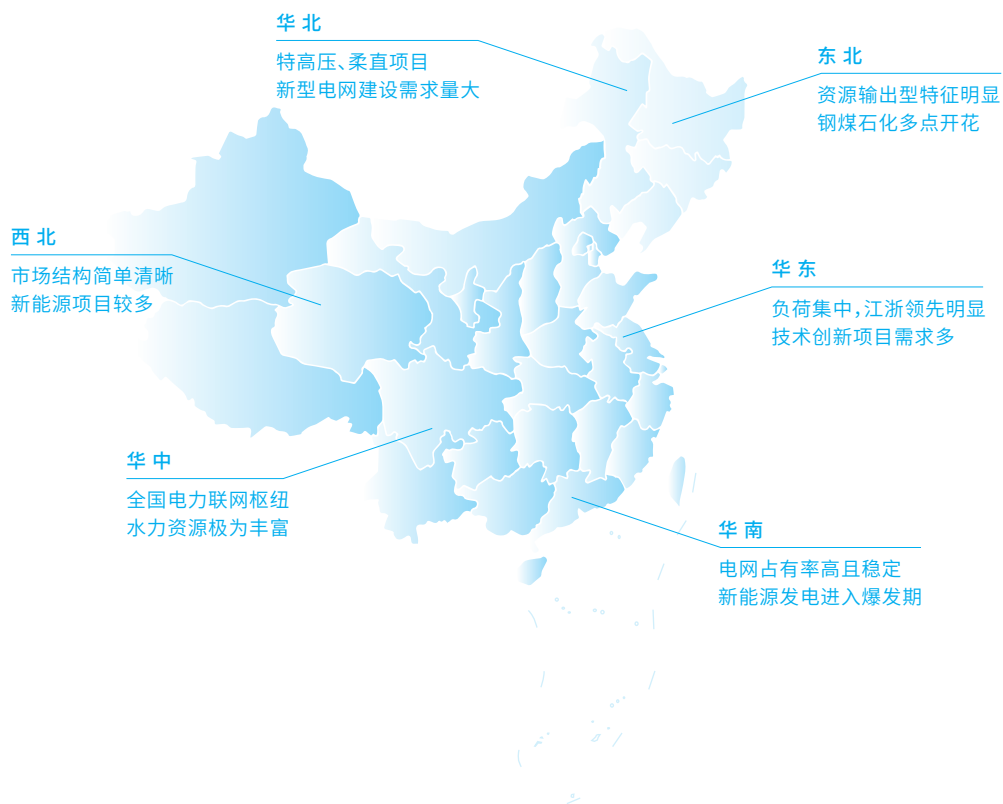 华北
特高压、柔直项目
新型电网建设需求量大
东北
资源输出型特征明显
钢煤石化多点开花
西北
市场结构简单清晰
新能源项目较多
华东
负荷集中，江浙领先明显
技术创新项目需求多
华中
全国电力联网枢纽
水力资源极为丰富
华南
电网占有率高且稳定
新能源发电进入爆发期